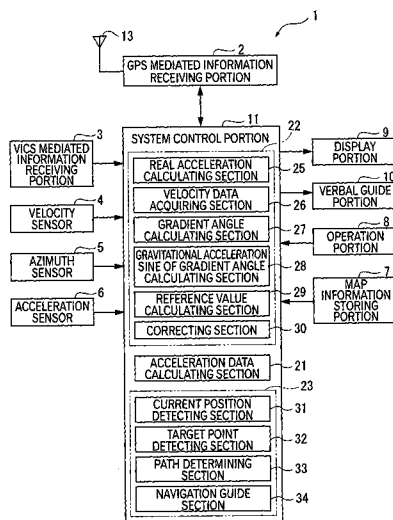 1
13
2
GPS MEDIATED INFORMATION
RECEIVING PORTION
11
SYSTEM CONTROL PORTION
22
REAL ACCELERATION
CALCULATING SECTION
25
VELOCITY DATA
ACQUIRING SECTION
26
GRADIENT ANGLE
CALCULATING SECTION
27
GRAVITATIONAL ACCELERATION
SINE OF GRADIENT ANGLE
CALCULATING SECTION
28
REFERENCE VALUE
CALCULATING SECTION
29
CORRECTING SECTION
30
ACCELERATION DATA
CALCULATING SECTION
21
23
CURRENT POSITION
DETECTING SECTION
31
TARGET POINT
DETECTING SECTION
32
PATH DETERMINING
SECTION
33
NAVIGATION GUIDE
SECTION
34
3
VICS MEDIATED
INFORMATION
RECEIVING
PORTION
4
VELOCITY
SENSOR
5
AZIMUTH
SENSOR
6
ACCELERATION
SENSOR
9
DISPLAY
PORTION
10
VERBAL GUIDE
PORTION
8
OPERATION
PORTION
7
MAP
INFORMATION
STORING
PORTION